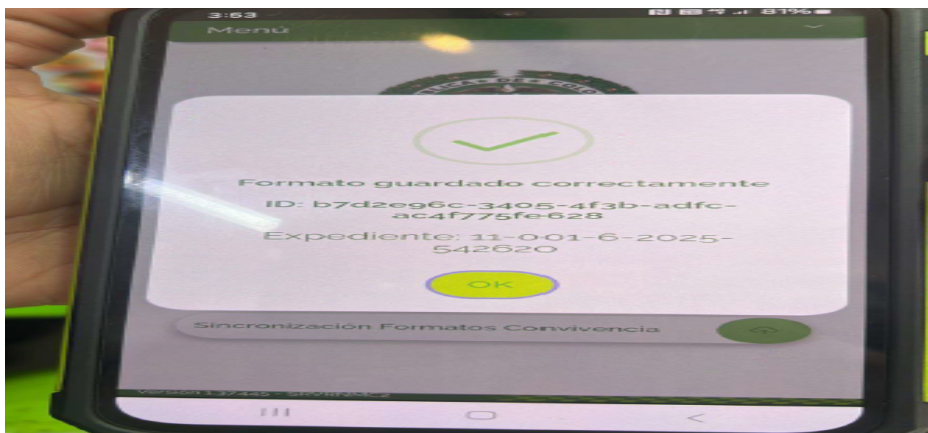 3:53
81%
Menú
DE
Formato guardado correctamente
ID: b7d2e96c-3405-4f3b-adfc-
ac4f775fe628
Expediente: 11-001-6-2025-
542620
OK
Sincronización Formatos Convivencia